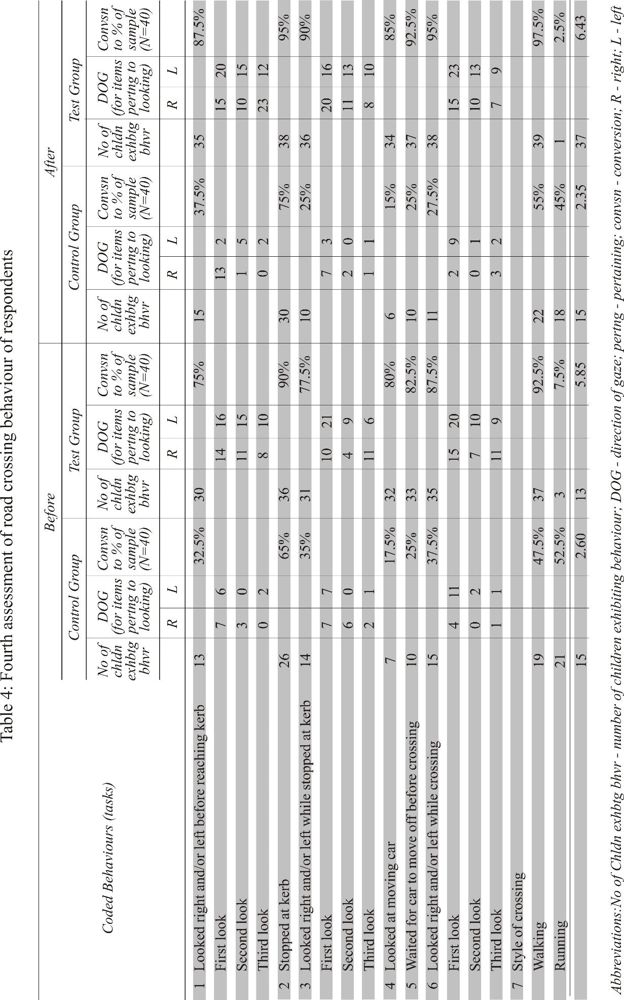 Table 4: Fourth assessment of road crossing behaviour of respondents
Before After
Control Group Test Group Control Group Test Group
Coded Behaviours (tasks) No of chldn exhbtg bhvr DOG (for items pertng to looking) Convsn to % of sample (N=40) No of chldn exhbtg bhvr DOG (for items pertng to looking) Convsn to % of sample (N=40) No of chldn exhbtg bhvr DOG (for items pertng to looking) Convsn to % of sample (N=40) No of chldn exhbtg bhvr DOG (for items pertng to looking) Convsn to % of sample (N=40)
R L R L R L R L
1 Looked right and/or left before reaching kerb 13 32.5% 30 75% 15 37.5% 35 87.5%
First look 7 6 14 16 13 2 15 20
Second look 3 0 11 15 1 5 10 15
Third look 0 2 8 10 0 2 23 12
2 Stopped at kerb 26 65% 36 90% 30 75% 38 95%
3 Looked right and/or left while stopped at kerb 14 35% 31 77.5% 10 25% 36 90%
First look 7 7 10 21 7 3 20 16
Second look 6 0 4 9 2 0 11 13
Third look 2 1 11 6 1 1 8 10
4 Looked at moving car 7 17.5% 32 80% 6 15% 34 85%
5 Waited for car to move off before crossing 10 25% 33 82.5% 10 25% 37 92.5%
6 Looked right and/or left while crossing 15 37.5% 35 87.5% 11 27.5% 38 95%
First look 4 11 15 20 2 9 15 23
Second look 0 2 7 10 0 1 10 13
Third look 1 1 11 9 3 2 7 9
7 Style of crossing
Walking 19 47.5% 37 92.5% 22 55% 39 97.5%
Running 21 52.5% 3 7.5% 18 45% 1 2.5%
15 2.60 13 5.85 15 2.35 37 6.43
Abbreviations:No of Chldn exhbtg bhvr - number of children exhibiting behaviour; DOG - direction of gaze; pertng - pertaining; convsn - conversion; R - right; L - left